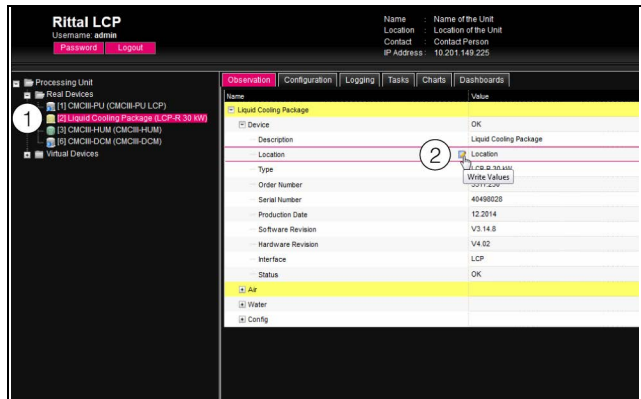 Rittal LCP
Username: admin
Password Logout
Name : Name of the Unit
Location : Location of the Unit
Contact : Contact Person
IP Address : 10.201.149.225
Processing Unit
Real Devices
[1] CMCIII-PU (CMCIII-PU LCP)
1
[2] Liquid Cooling Package (LCP-R 30 kW)
[3] CMCIII-HUM (CMCIII-HUM)
[6] CMCIII-DCM (CMCIII-DCM)
Virtual Devices
Observation Configuration Logging Tasks Charts Dashboards
Name Value
Liquid Cooling Package
Device OK
Description Liquid Cooling Package
Location 2 Location
Type LCP-R 30 kW
Write Values
Order Number
Serial Number 40498028
Production Date 12.2014
Software Revision V3.14.8
Hardware Revision V4.02
Interface LCP
Status OK
Air
Water
Config